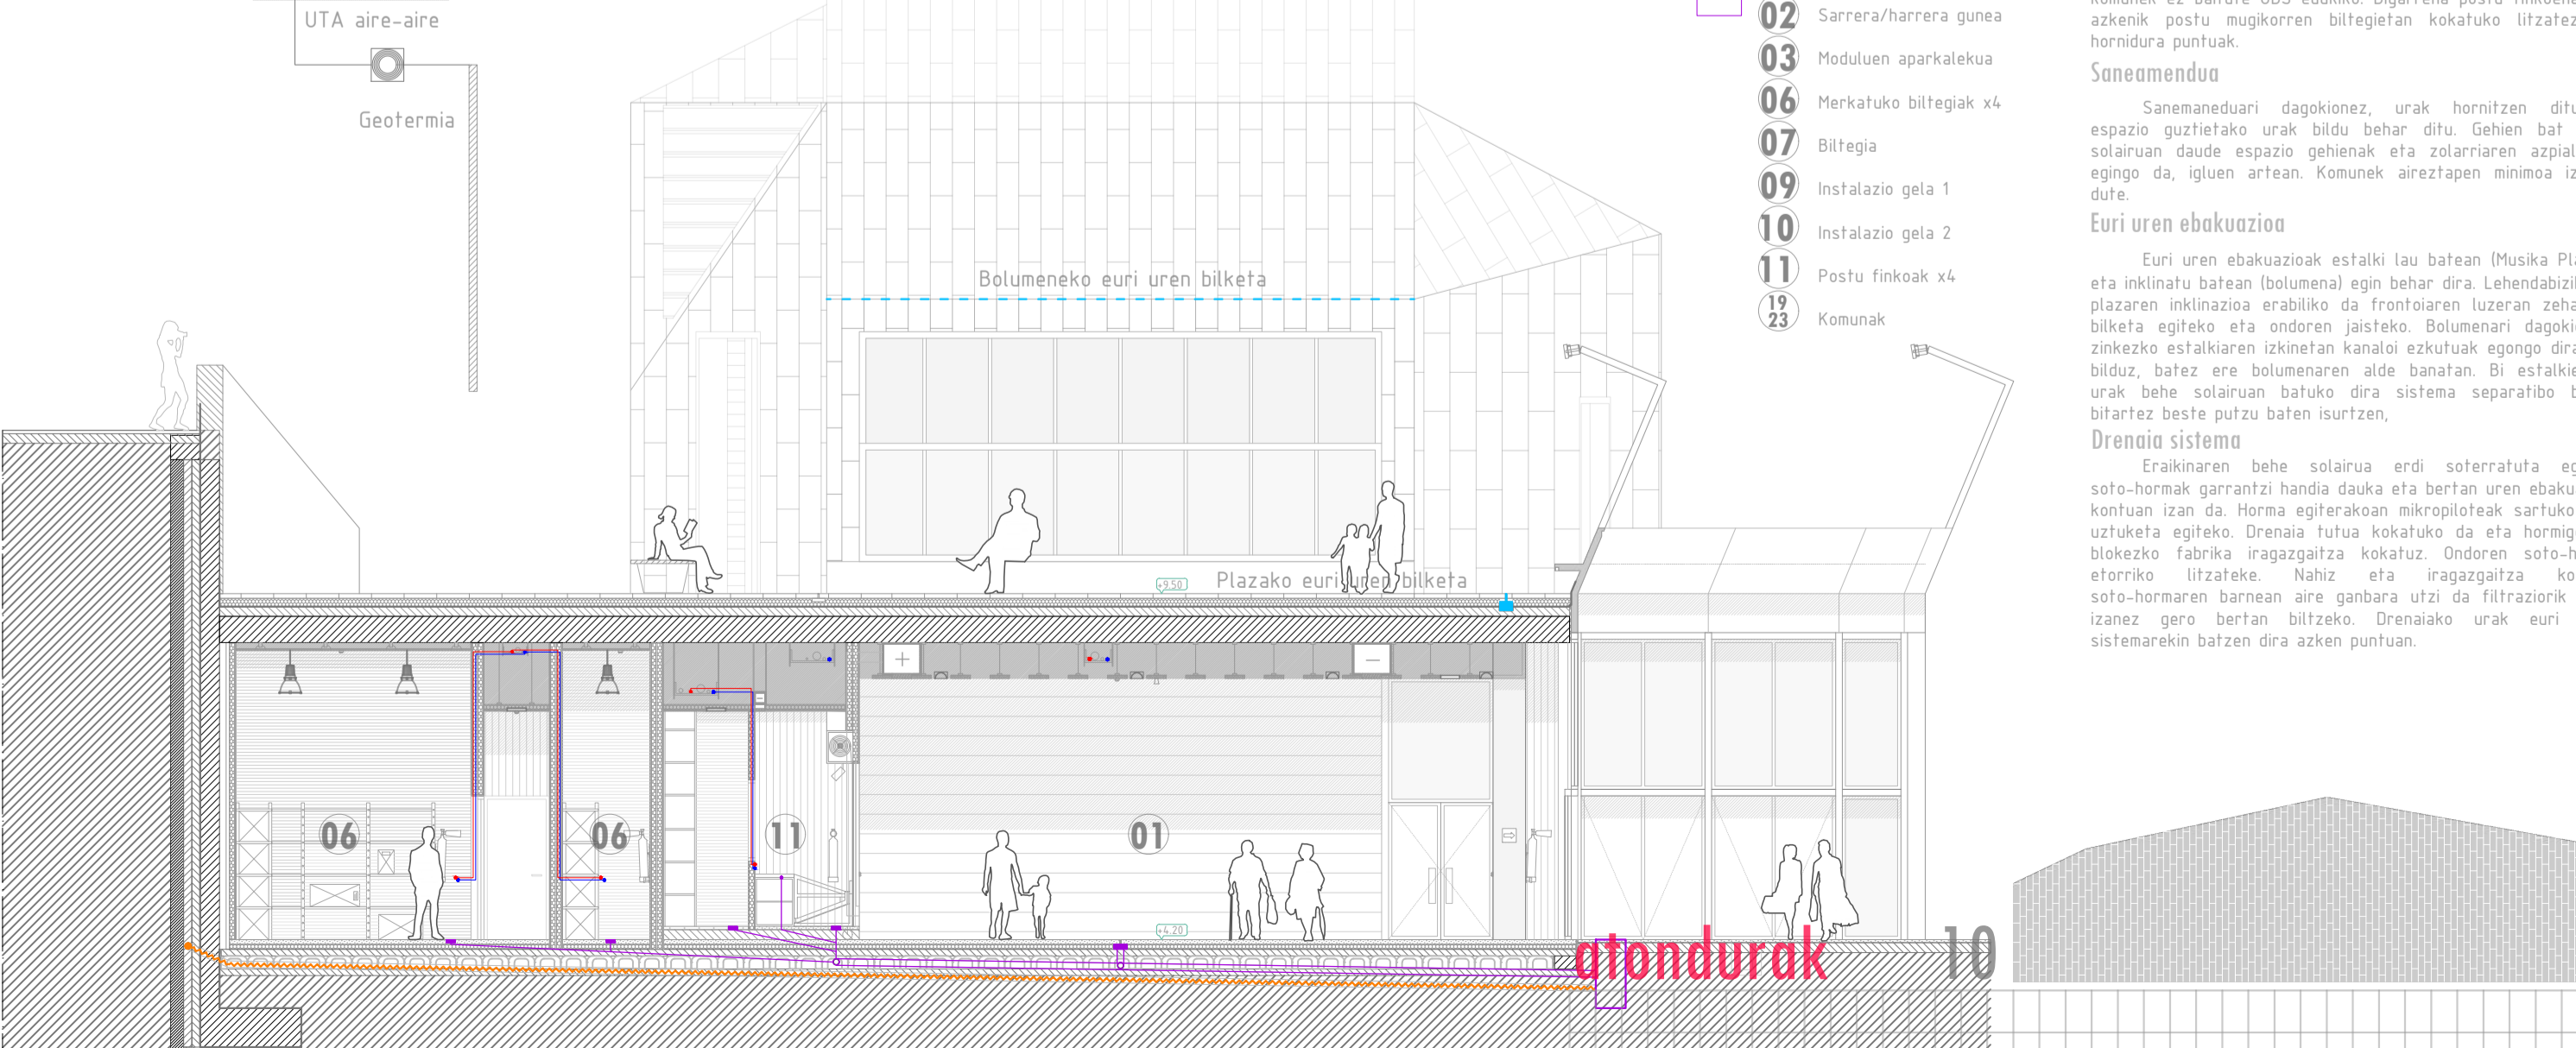 UTA aire-aire
Geotermia
Bolumeneko euri uren bilketa
+9.50
Plazako euri uren bilketa
06
06
11
01
+4.20
atondurak
10
02 Sarrera/harrera gunea
03 Moduluen aparkalekua
06 Merkatuko biltegiak x4
07 Biltegia
09 Instalazio gela 1
10 Instalazio gela 2
11 Postu finkoak x4
19
23 Komunak
azkenik postu mugikorren biltegietan kokatuko litzatez
hornidura puntuak.
Saneamendua
Sanemaneduari dagokionez, urak hornitzen ditu
espazio guztietako urak bildu behar ditu. Gehien bat
solairuan daude espazio gehienak eta zolarriaren azpial
egingo da, igluen artean. Komunek aireztapen minimoa iz
dute.
Euri uren ebakuazioa
Euri uren ebakuazioak estalki lau batean (Musika Pla
eta inklinatu batean (bolumena) egin behar dira. Lehendabizi
plazaren inklinazioa erabiliko da frontoiaren luzeran zeha
bilketa egiteko eta ondoren jaisteko. Bolumenari dagoki
zinkezko estalkiaren izkinetan kanaloi ezkutuak egongo dira
bilduz, batez ere bolumenaren alde banatan. Bi estalkie
urak behe solairuan batuko dira sistema separatibo b
bitartez beste putzu baten isurtzen,
Drenaia sistema
Eraikinaren behe solairua erdi soterratuta eg
soto-hormak garrantzi handia dauka eta bertan uren ebaku
kontuan izan da. Horma egiterakoan mikropiloteak sartuko
uztuketa egiteko. Drenaia tutua kokatuko da eta hormig
blokezko fabrika iragazgaitza kokatuz. Ondoren soto-h
etorriko litzateke. Nahiz eta iragazgaitza ko
soto-hormaren barnean aire ganbara utzi da filtraziorik
izanez gero bertan biltzeko. Drenaiako urak euri
sistemarekin batzen dira azken puntuan.